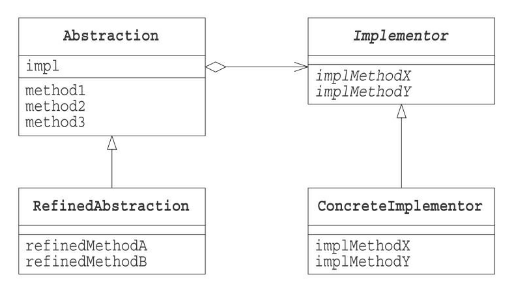 Abstraction
impl
method1
method2
method3
Implementor
implMethodX
implMethodY
RefinedAbstraction
refinedMethodA
refinedMethodB
ConcreteImplementor
implMethodX
implMethodY